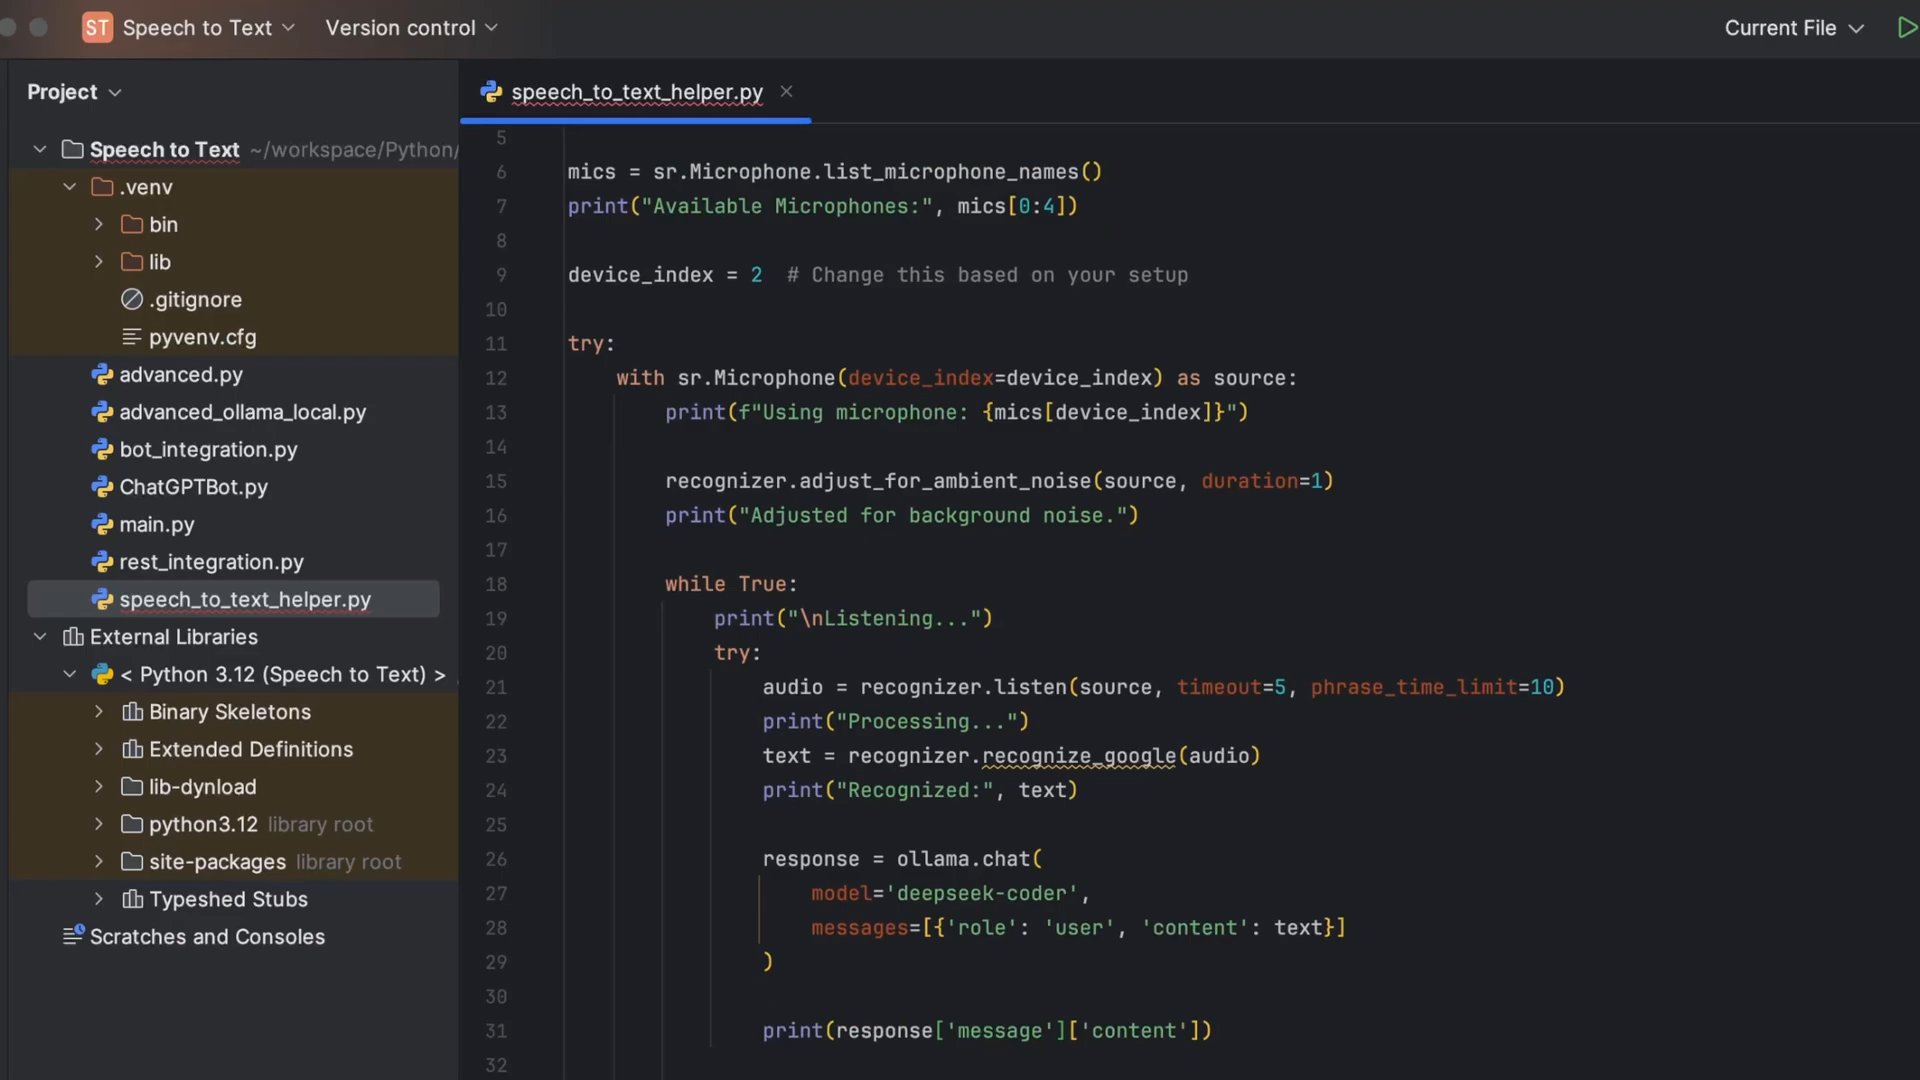 ST Speech to Text Version control Current File
Project
speech_to_text_helper.py
Speech to Text ~/workspace/Python/
.venv
bin
lib
.gitignore
pyvenv.cfg
advanced.py
advanced_ollama_local.py
bot_integration.py
ChatGPTBot.py
main.py
rest_integration.py
speech_to_text_helper.py
External Libraries
< Python 3.12 (Speech to Text) >
Binary Skeletons
Extended Definitions
lib-dynload
python3.12 library root
site-packages library root
Typeshed Stubs
Scratches and Consoles
5
6 mics = sr.Microphone.list_microphone_names()
7 print("Available Microphones:", mics[0:4])
8
9 device_index = 2  # Change this based on your setup
10
11 try:
12     with sr.Microphone(device_index=device_index) as source:
13         print(f"Using microphone: {mics[device_index]}")
14
15         recognizer.adjust_for_ambient_noise(source, duration=1)
16         print("Adjusted for background noise.")
17
18         while True:
19             print("\nListening...")
20             try:
21                 audio = recognizer.listen(source, timeout=5, phrase_time_limit=10)
22                 print("Processing...")
23                 text = recognizer.recognize_google(audio)
24                 print("Recognized:", text)
25
26                 response = ollama.chat(
27                     model='deepseek-coder',
28                     messages=[{'role': 'user', 'content': text}]
29                 )
30
31                 print(response['message']['content'])
32